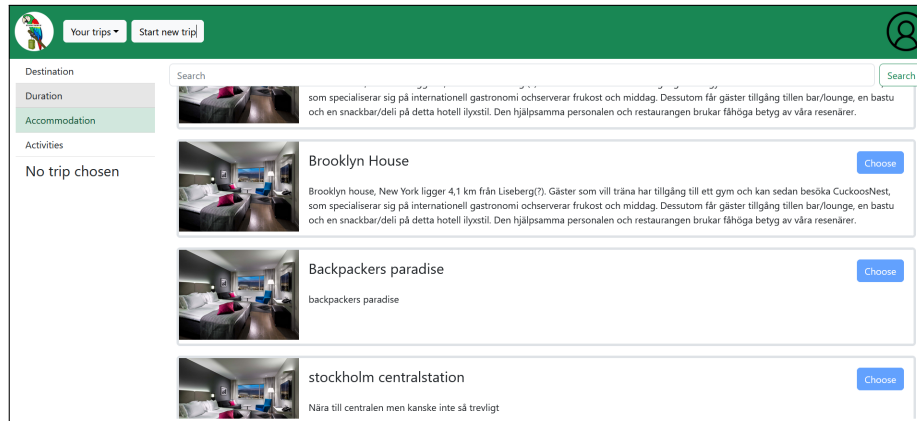 Your trips
Start new trip
Destination
Duration
Accommodation
Activities
No trip chosen
Search
Search
som specialiserar sig på internationell gastronomi ochserverar frukost och middag. Dessutom får gäster tillgång tillen bar/lounge, en bastu
och en snackbar/deli på detta hotell ilyxstil. Den hjälpsamma personalen och restaurangen brukar fåhöga betyg av våra resenärer.
Brooklyn House
Choose
Brooklyn house, New York ligger 4,1 km från Liseberg(?). Gäster som vill träna har tillgång till ett gym och kan sedan besöka CuckoosNest,
som specialiserar sig på internationell gastronomi ochserverar frukost och middag. Dessutom får gäster tillgång tillen bar/lounge, en bastu
och en snackbar/deli på detta hotell ilyxstil. Den hjälpsamma personalen och restaurangen brukar fåhöga betyg av våra resenärer.
Backpackers paradise
Choose
backpackers paradise
stockholm centralstation
Choose
Nära till centralen men kanske inte så trevligt